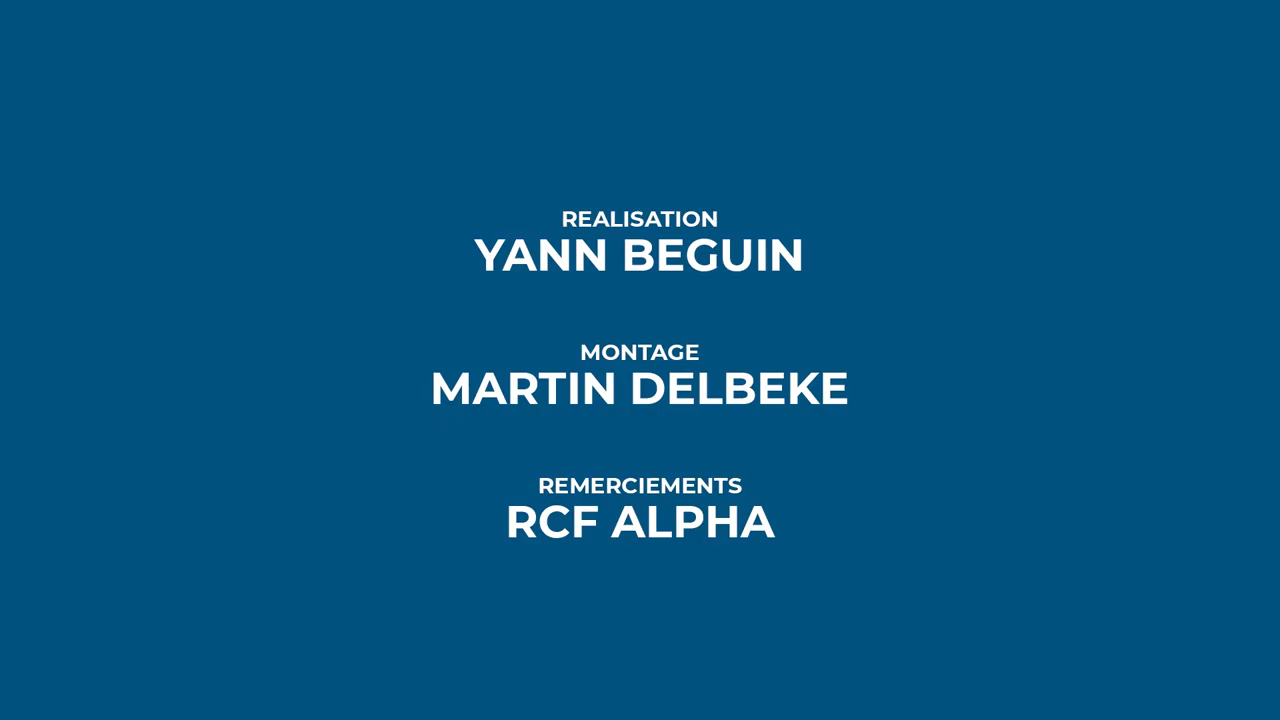 REALISATION
YANN BEGUIN
MONTAGE
MARTIN DELBEKE
REMERCIEMENTS
RCF ALPHA